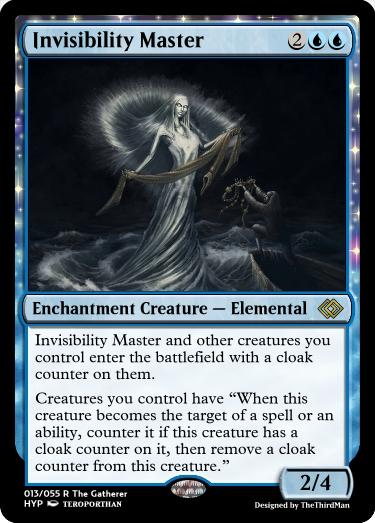 Invisibility Master 2
Enchantment Creature — Elemental
Invisibility Master and other creatures you
control enter the battlefield with a cloak
counter on them.
Creatures you control have “When this
creature becomes the target of a spell or an
ability, counter it if this creature has a
cloak counter on it, then remove a cloak
counter from this creature.”
2/4
013/055 R The Gatherer
HYP TEROPORTHAN
Designed by TheThirdMan